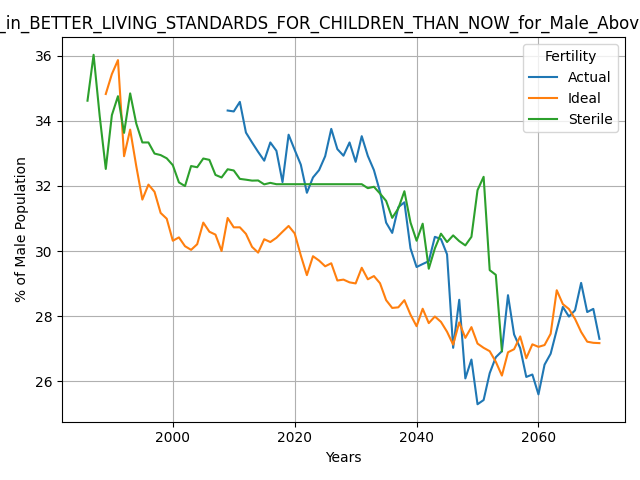 _in_BETTER_LIVING_STANDARDS_FOR_CHILDREN_THAN_NOW_for_Male_Abov
Fertility
Actual
Ideal
Sterile
% of Male Population
36
34
32
30
28
26
2000
2020
2040
2060
Years